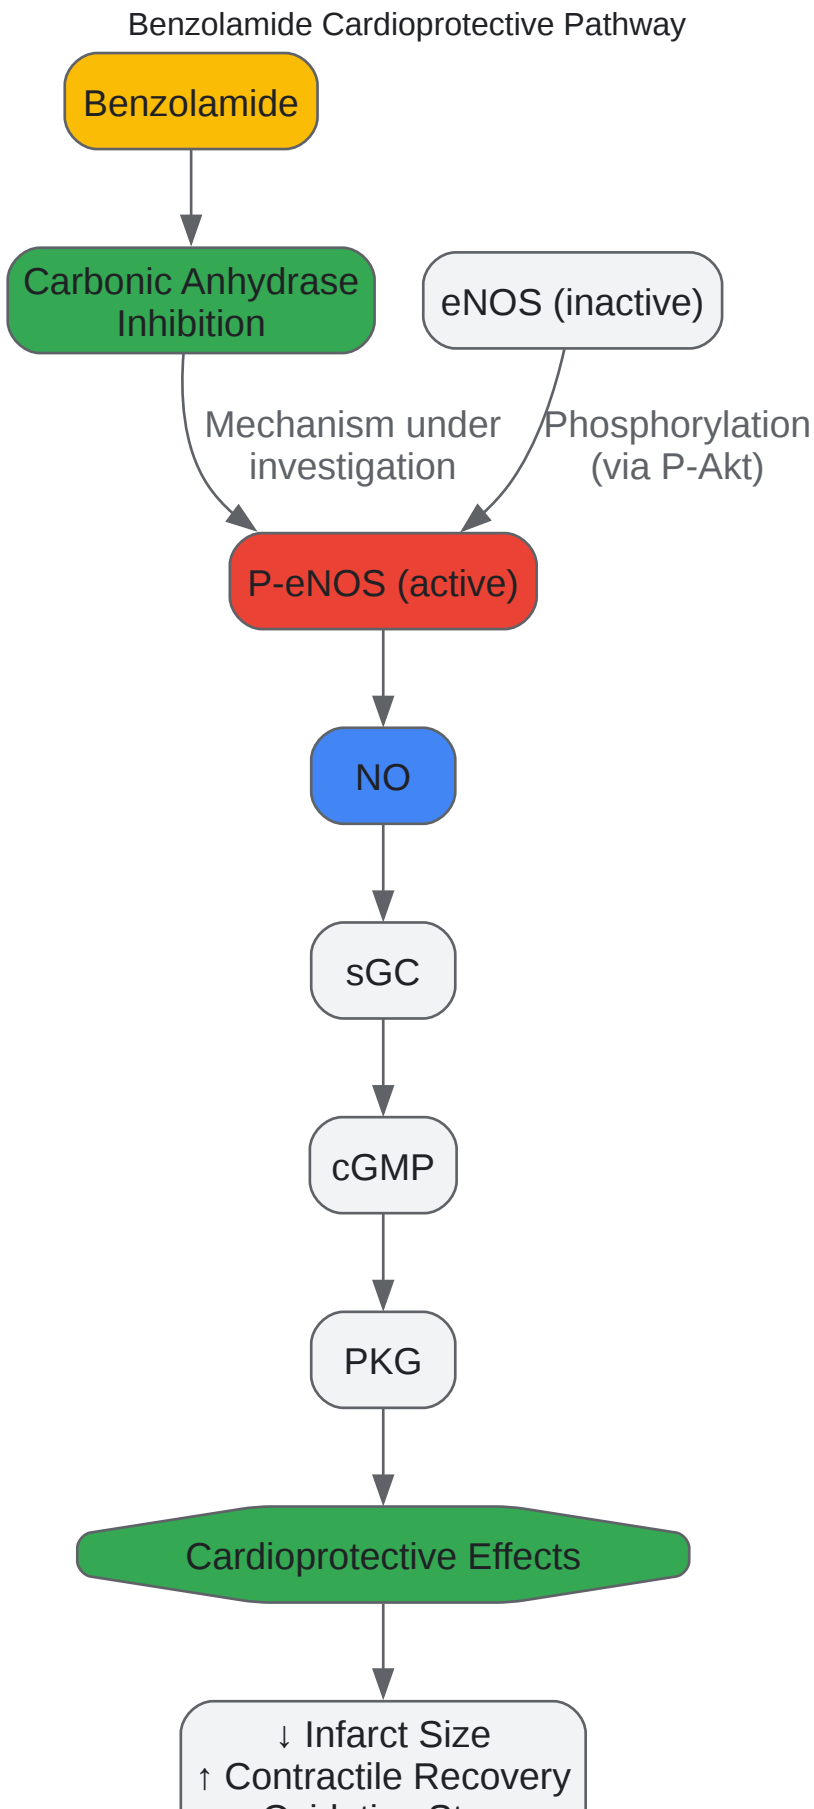 Benzolamide Cardioprotective Pathway
Benzolamide
Carbonic Anhydrase
Inhibition
eNOS (inactive)
Mechanism under
investigation
Phosphorylation
(via P-Akt)
P-eNOS (active)
NO
sGC
cGMP
PKG
Cardioprotective Effects
↓ Infarct Size
↑ Contractile Recovery